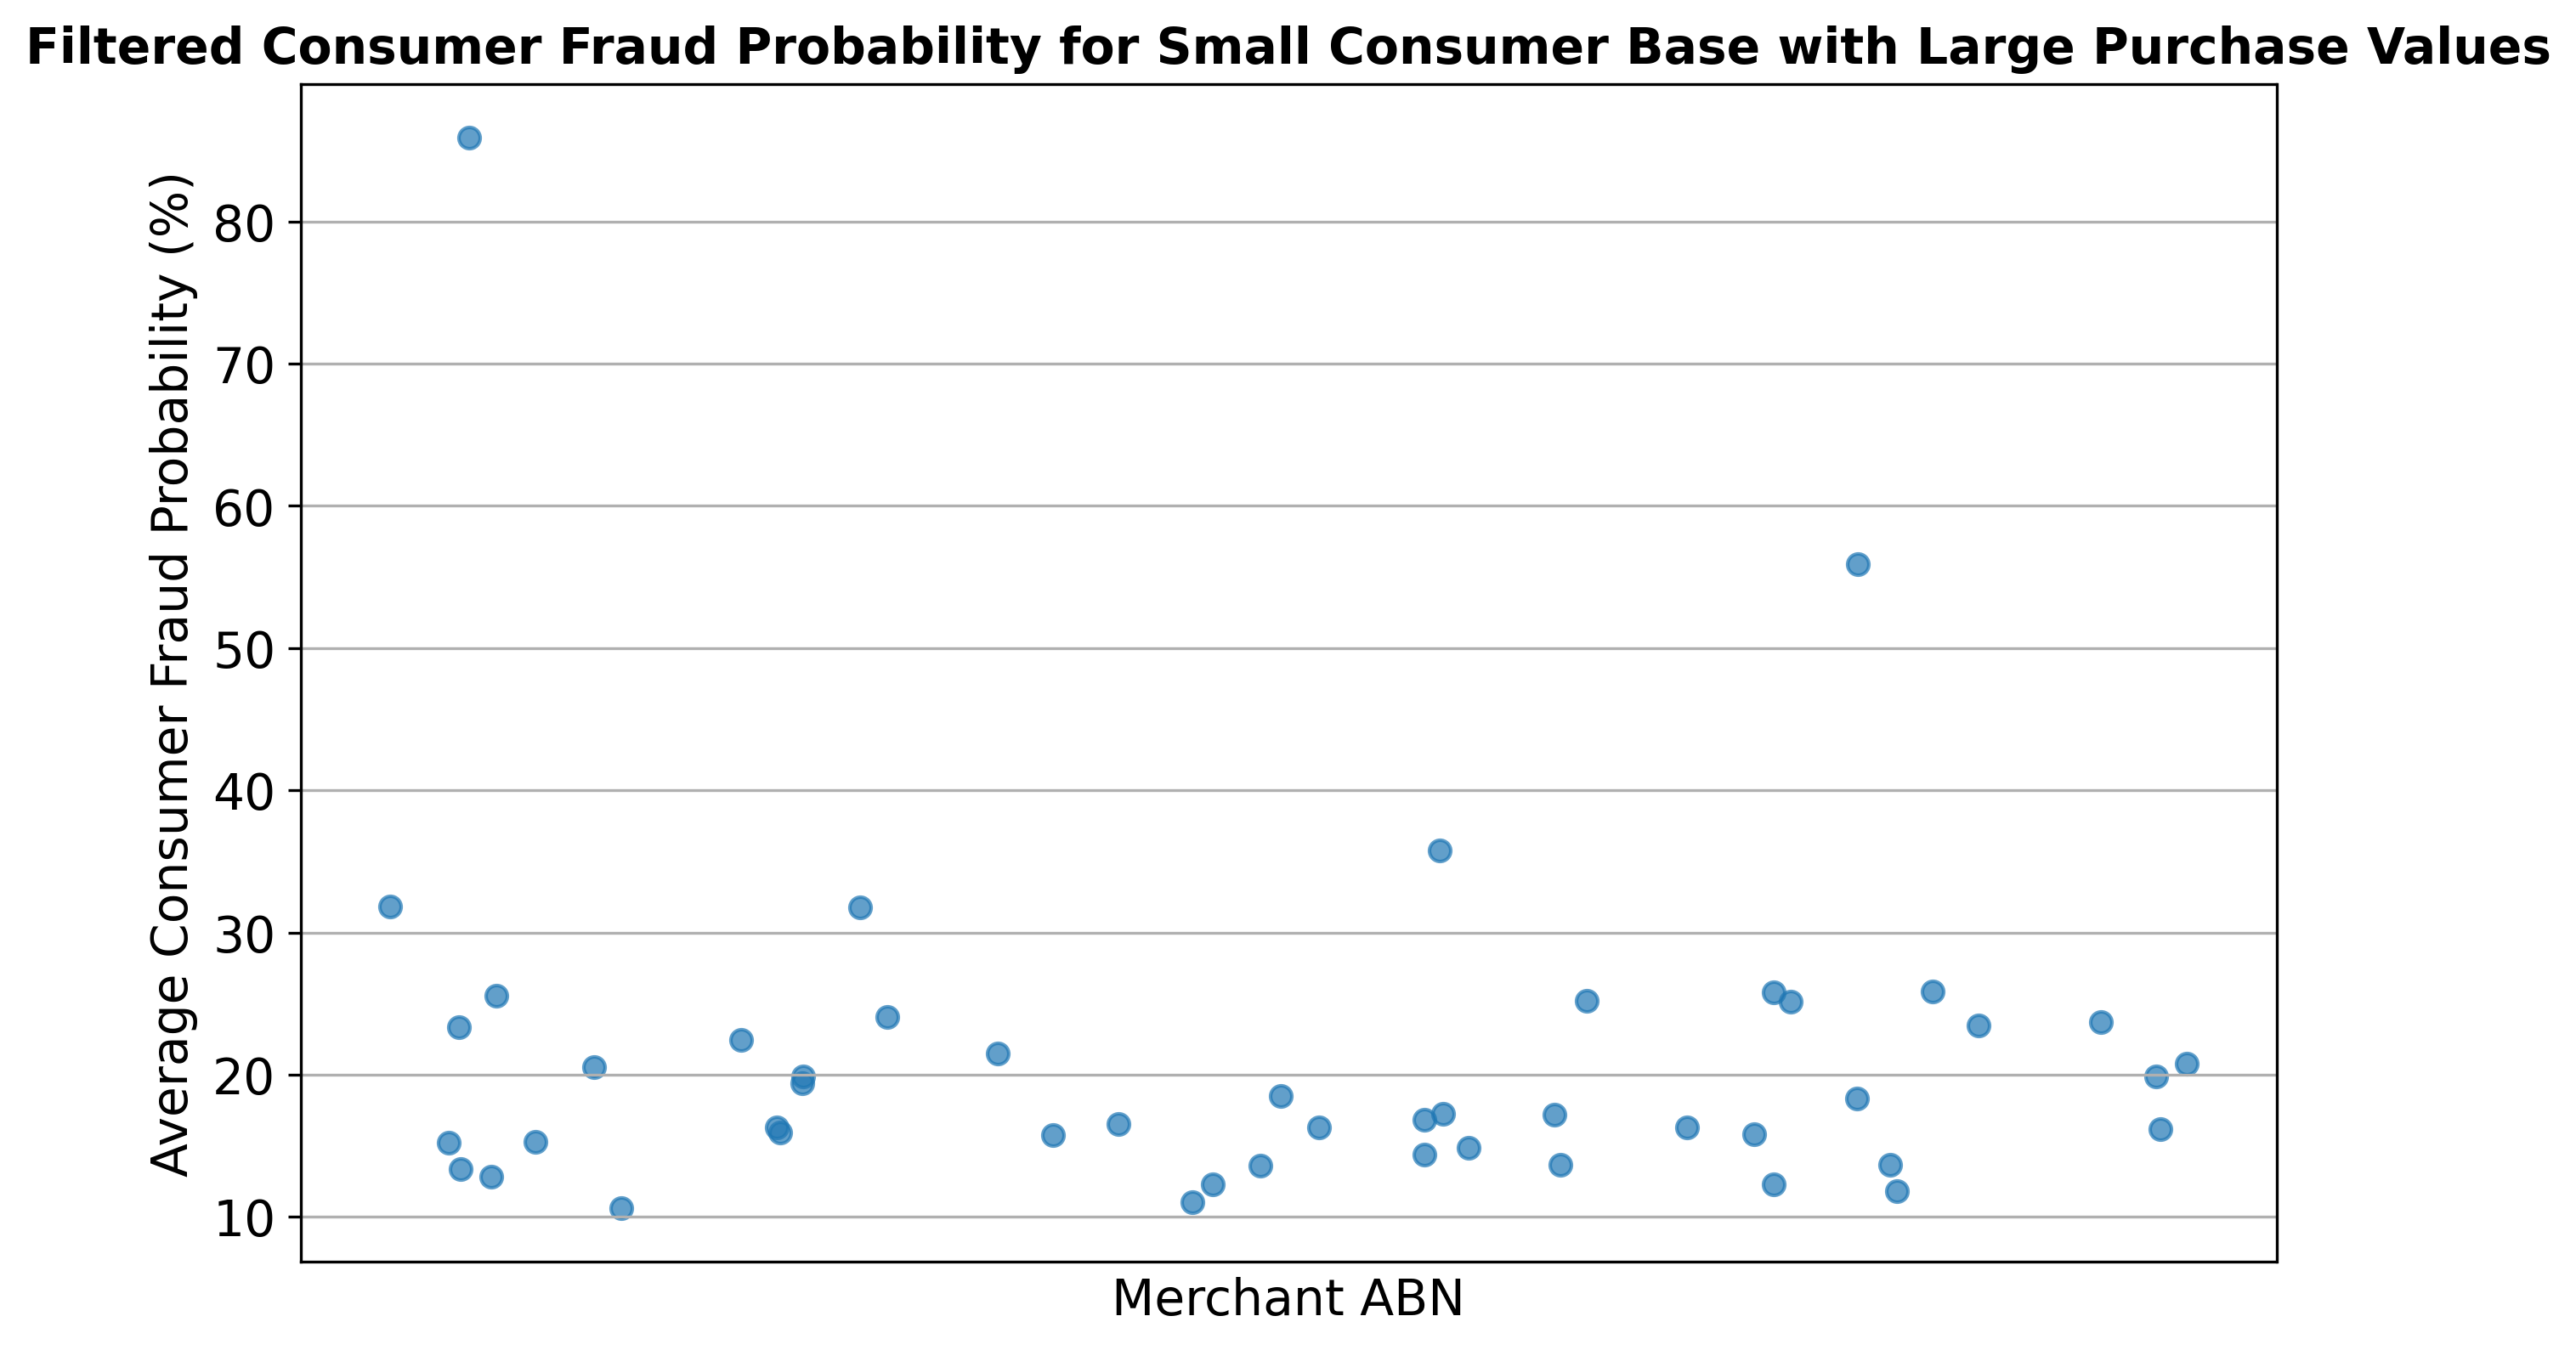 Filtered Consumer Fraud Probability for Small Consumer Base with Large Purchase Values
Average Consumer Fraud Probability (%)
80
70
60
50
40
30
20
10
Merchant ABN